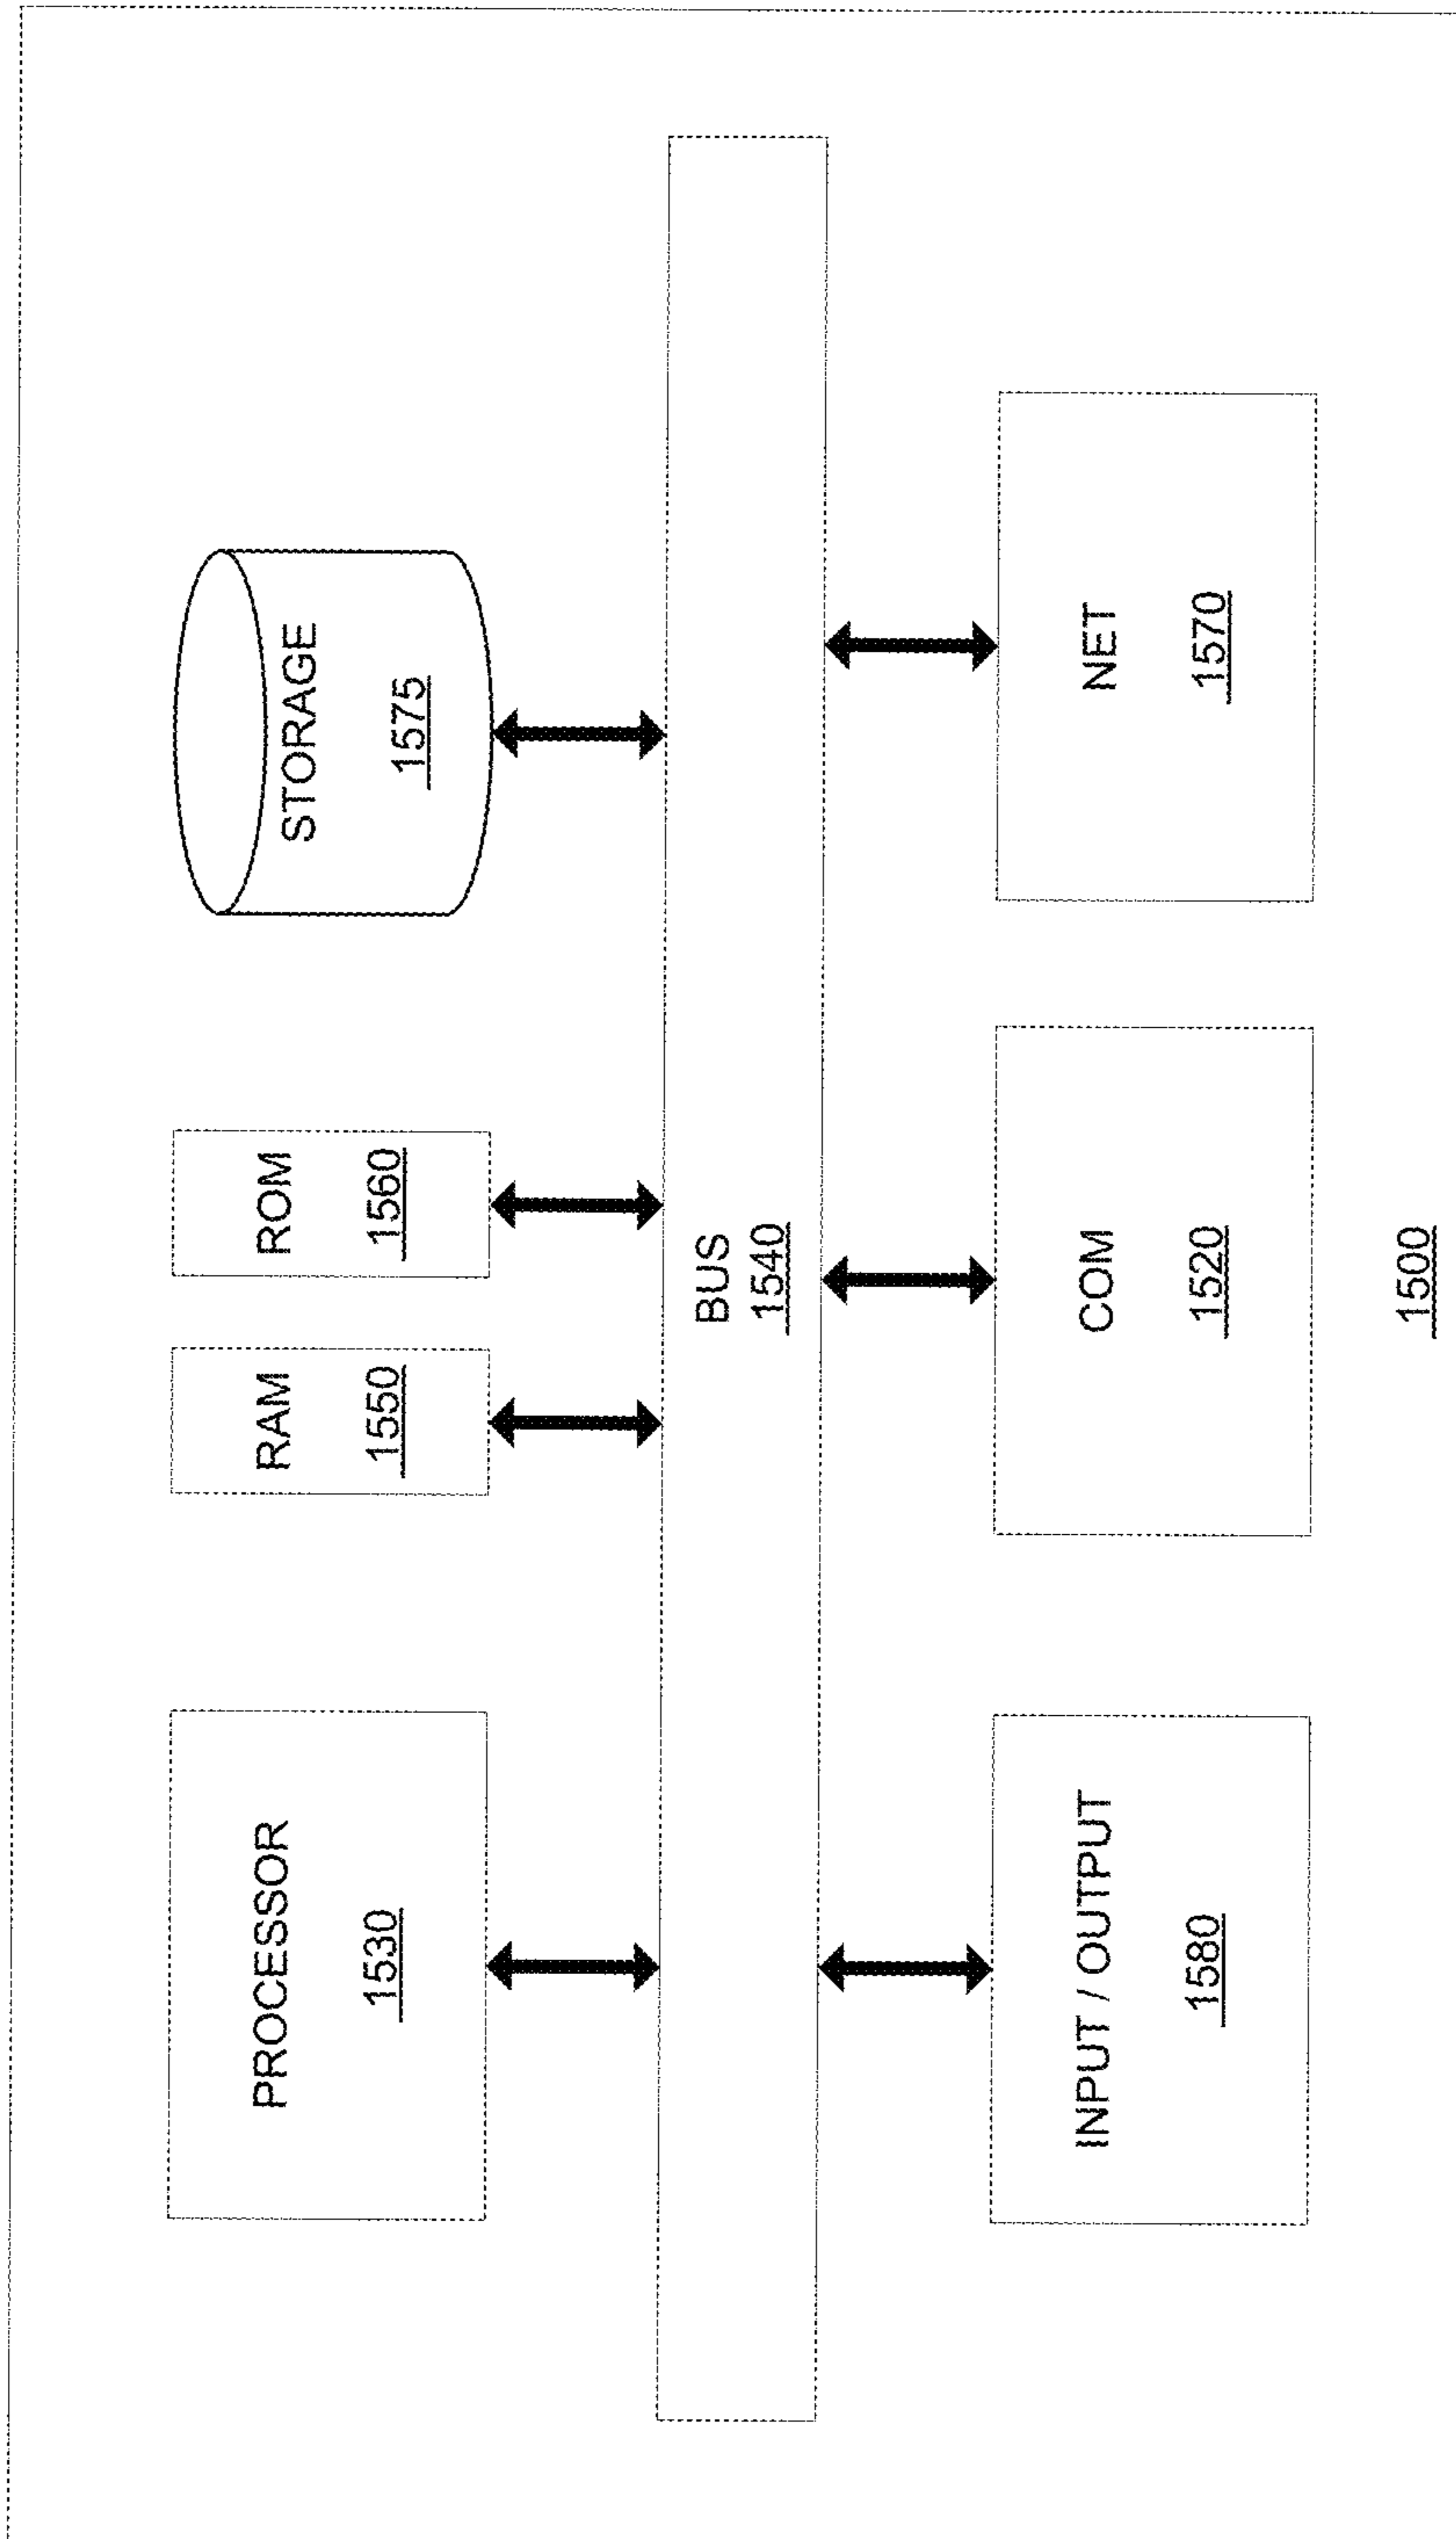 PROCESSOR
1530
RAM
1550
ROM
1560
STORAGE
1575
BUS
1540
INPUT / OUTPUT
1580
COM
1520
NET
1570
1500